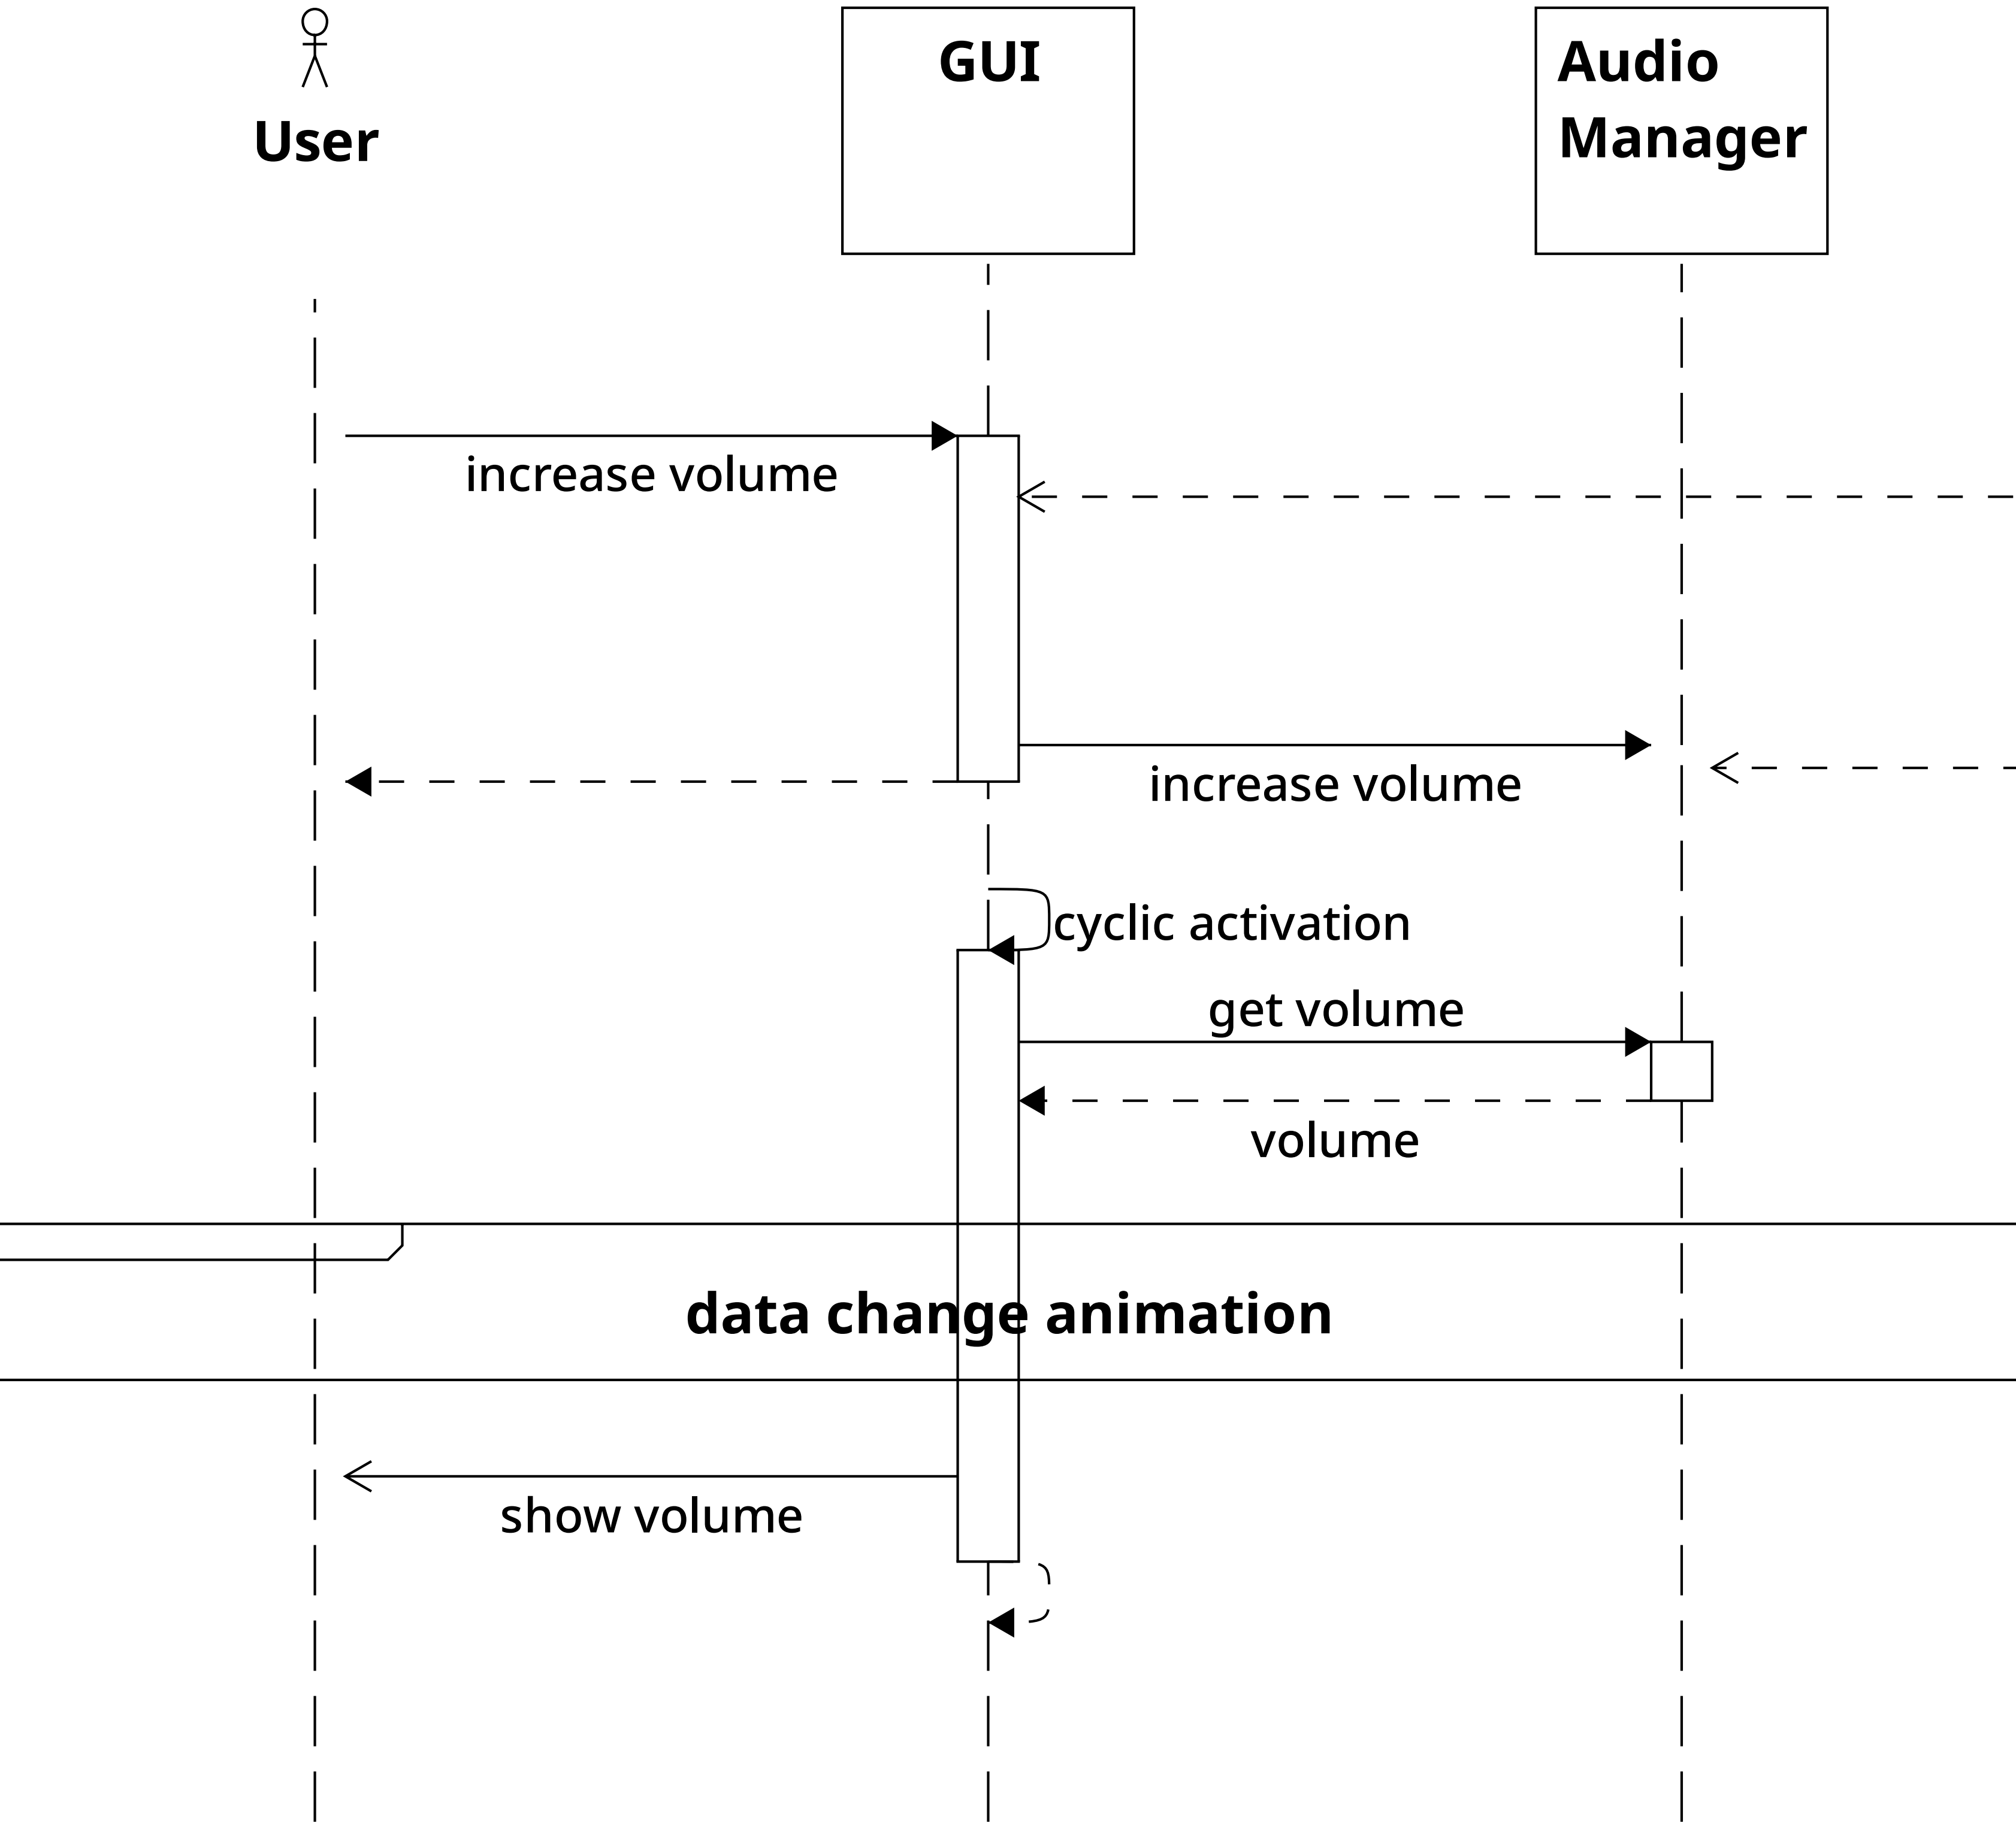 User
GUI
Audio
Manager
increase volume
increase volume
cyclic activation
get volume
volume
data change animation
show volume